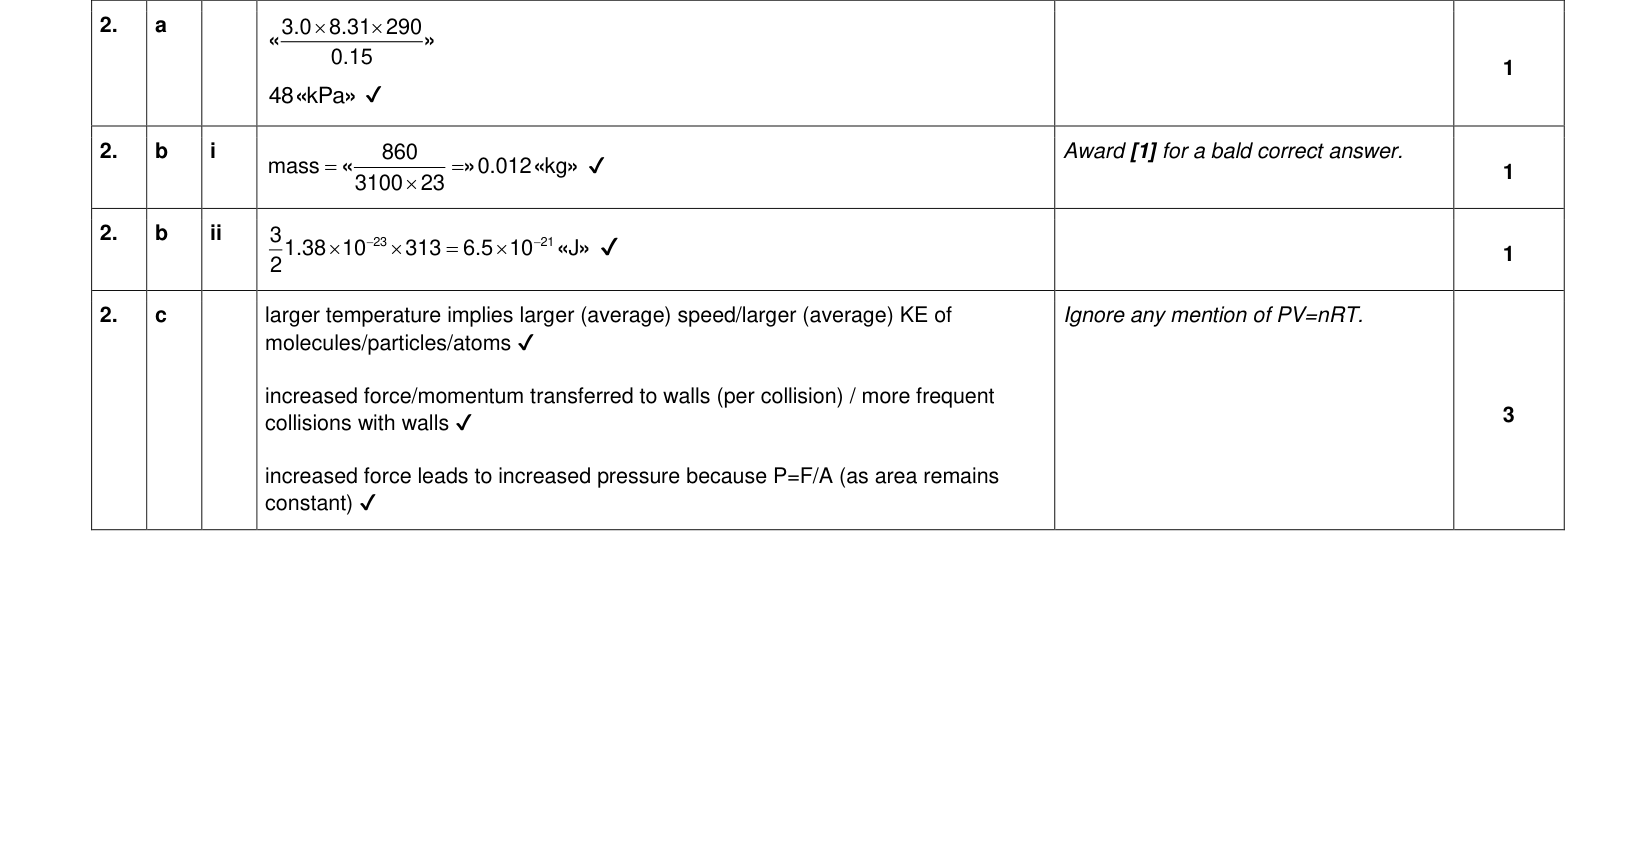 2. a «3.0×8.31×290
0.15 »
48«kPa» ✓
1
2. b i mass = « 860
3100×23 =» 0.012«kg» ✓ Award [1] for a bald correct answer.
1
2. b ii 3
2 1.38×10⁻²³×313=6.5×10⁻²¹«J» ✓
1
2. c larger temperature implies larger (average) speed/larger (average) KE of Ignore any mention of PV=nRT.
molecules/particles/atoms ✓
increased force/momentum transferred to walls (per collision) / more frequent
3
collisions with walls ✓
increased force leads to increased pressure because P=F/A (as area remains
constant) ✓